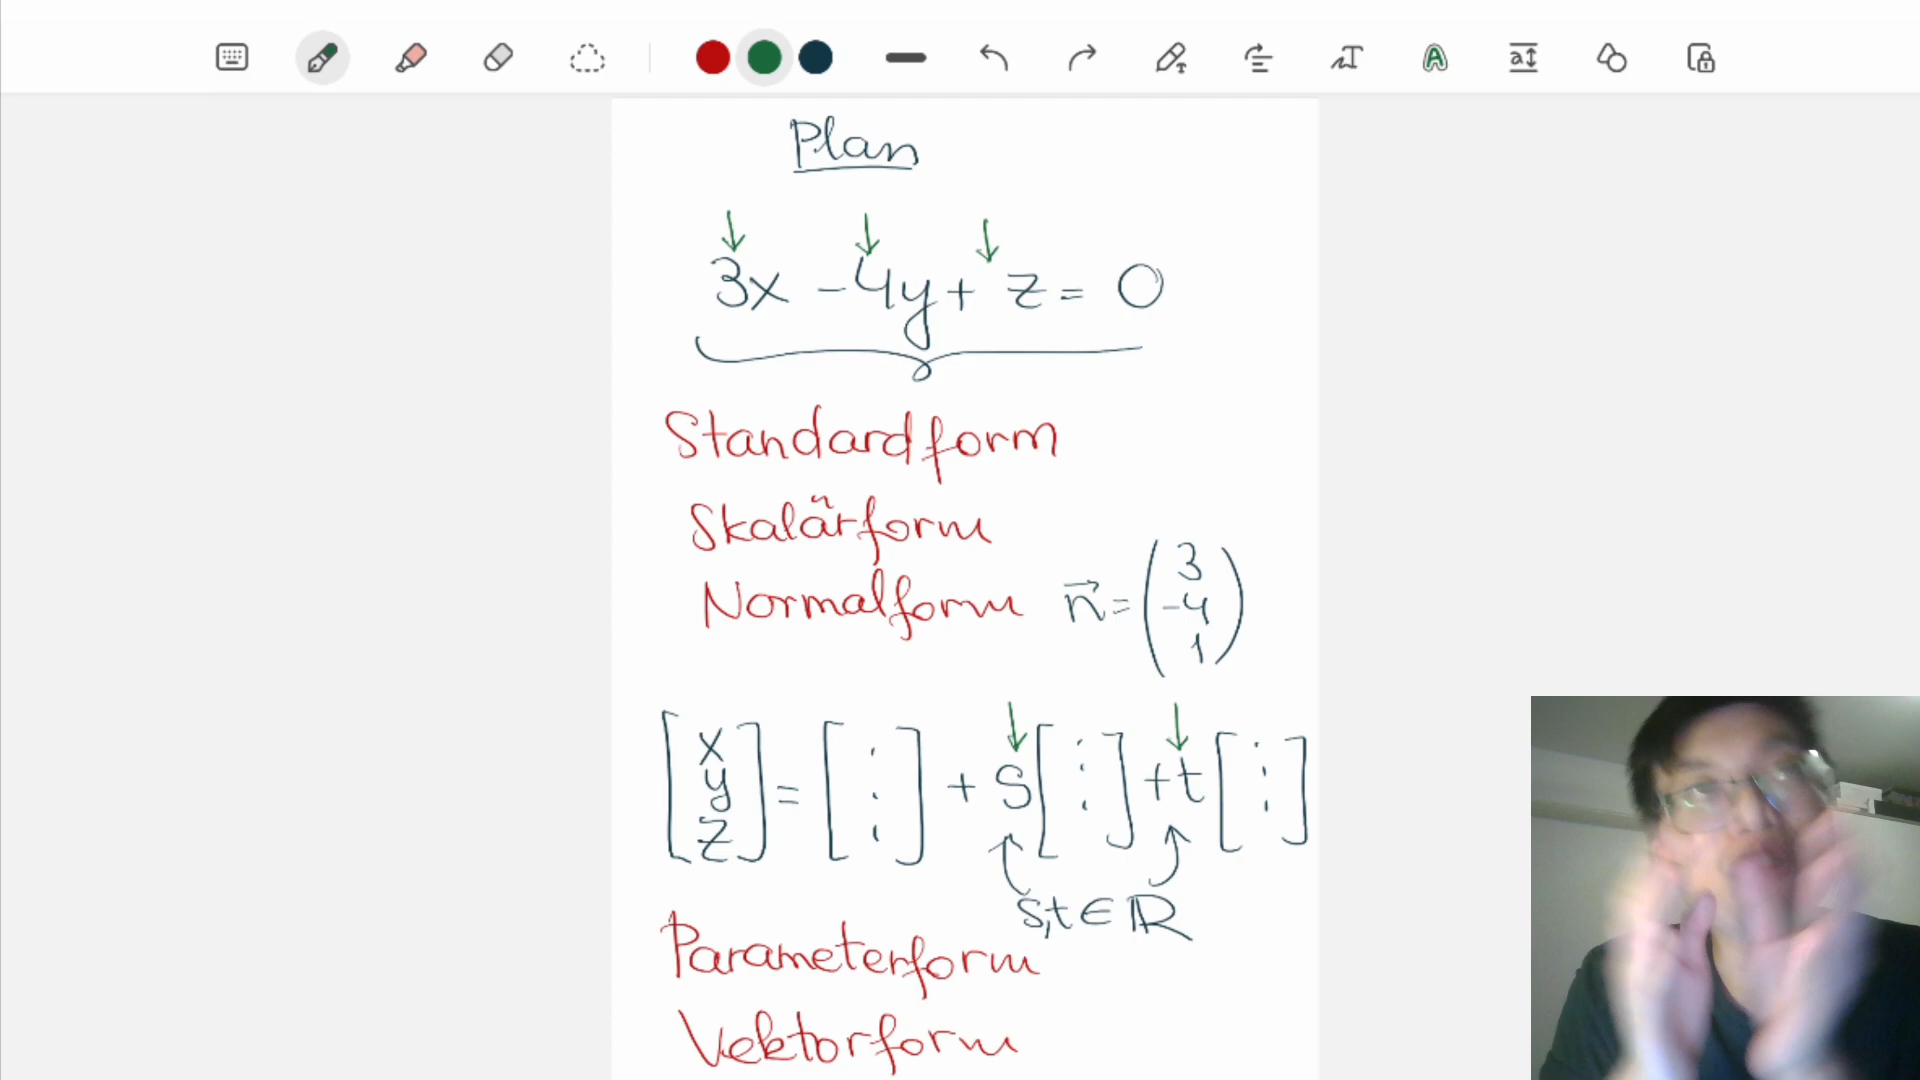 Plan
3x - 4y + z = 0
Standardform
Skalärform
Normalform n⃗ = (3 -4 1)
[x y z] = [⋮] + s[⋮] + t[⋮]
s,t ∈ ℝ
Parameterform
Vektorform